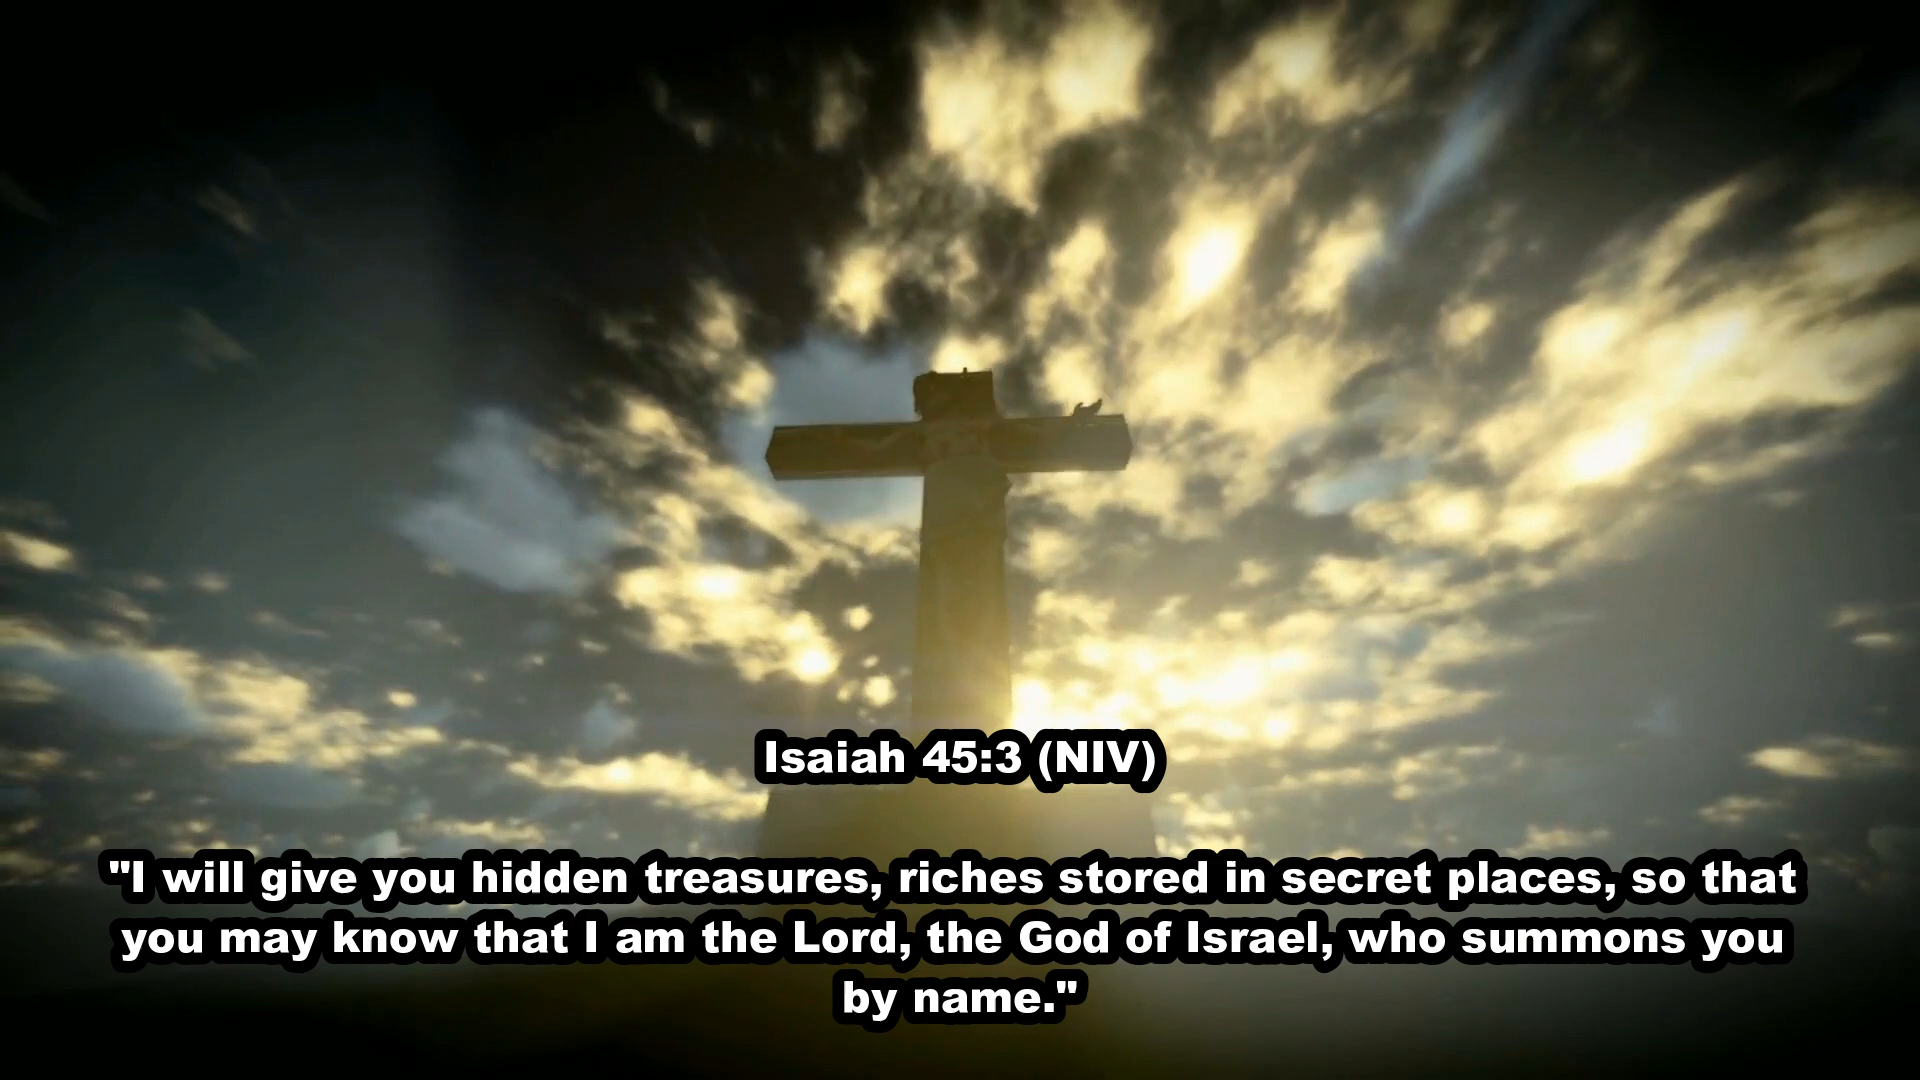 Isaiah 45:3 (NIV)
"I will give you hidden treasures, riches stored in secret places, so that
you may know that I am the Lord, the God of Israel, who summons you
by name."